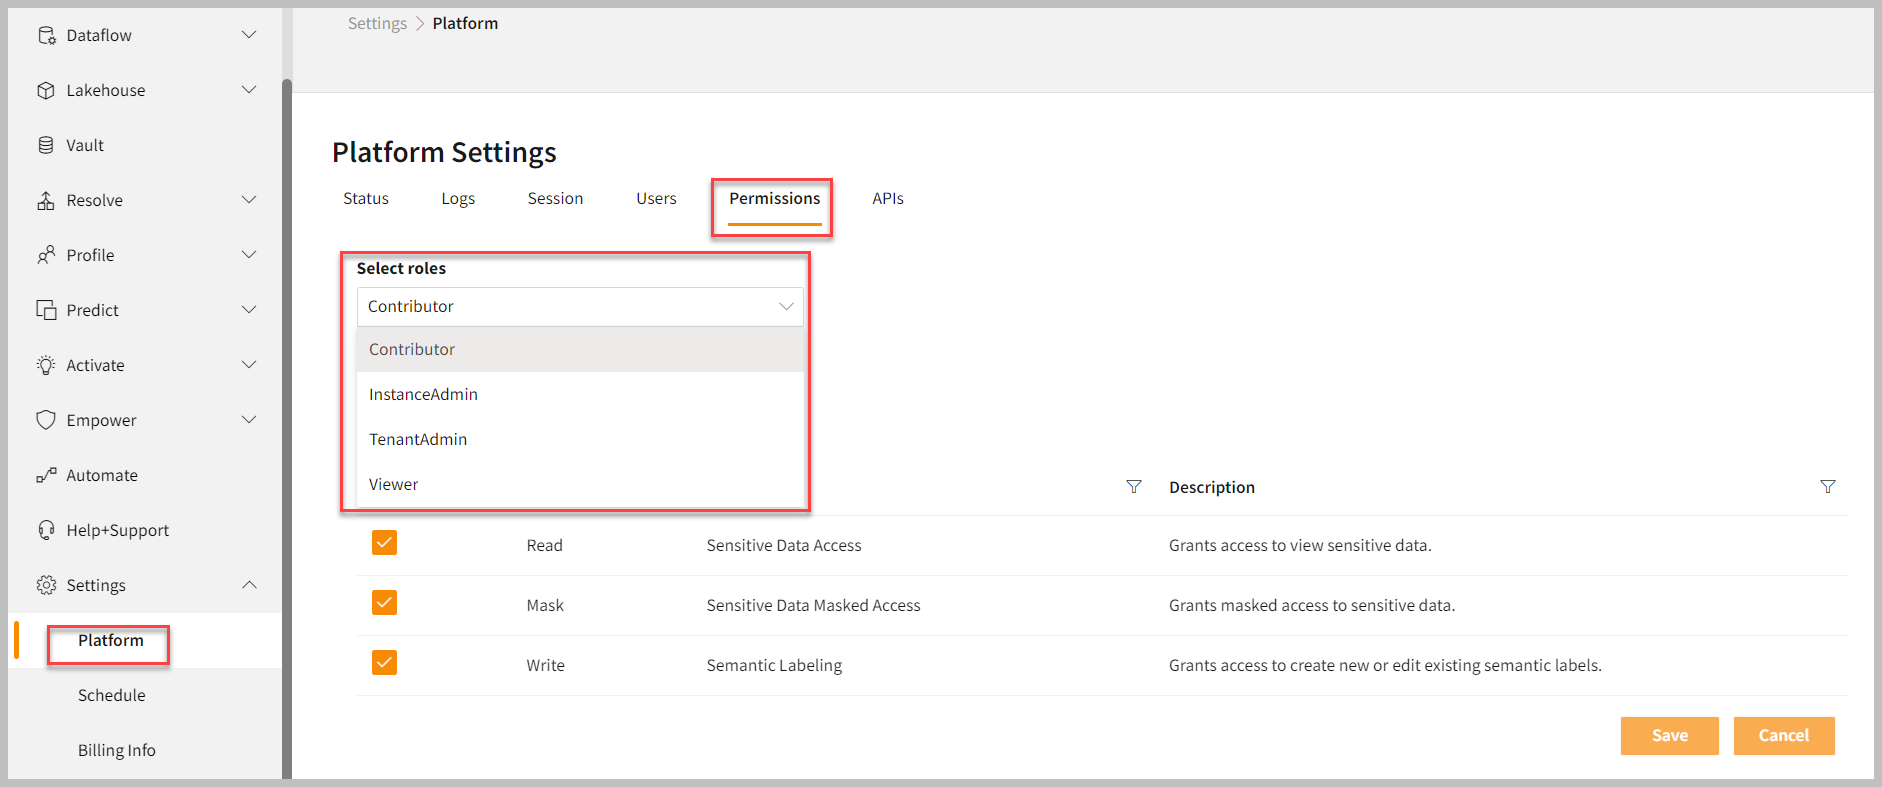 Dataflow
Lakehouse
Vault
Resolve
Profile
Predict
Activate
Empower
Automate
Help+Support
Settings
Platform
Schedule
Billing Info
Settings > Platform
Platform Settings
Status Logs Session Users Permissions APIs
Select roles
Contributor
Contributor
InstanceAdmin
TenantAdmin
Viewer
Description
Read Sensitive Data Access Grants access to view sensitive data.
Mask Sensitive Data Masked Access Grants masked access to sensitive data.
Write Semantic Labeling Grants access to create new or edit existing semantic labels.
Save Cancel